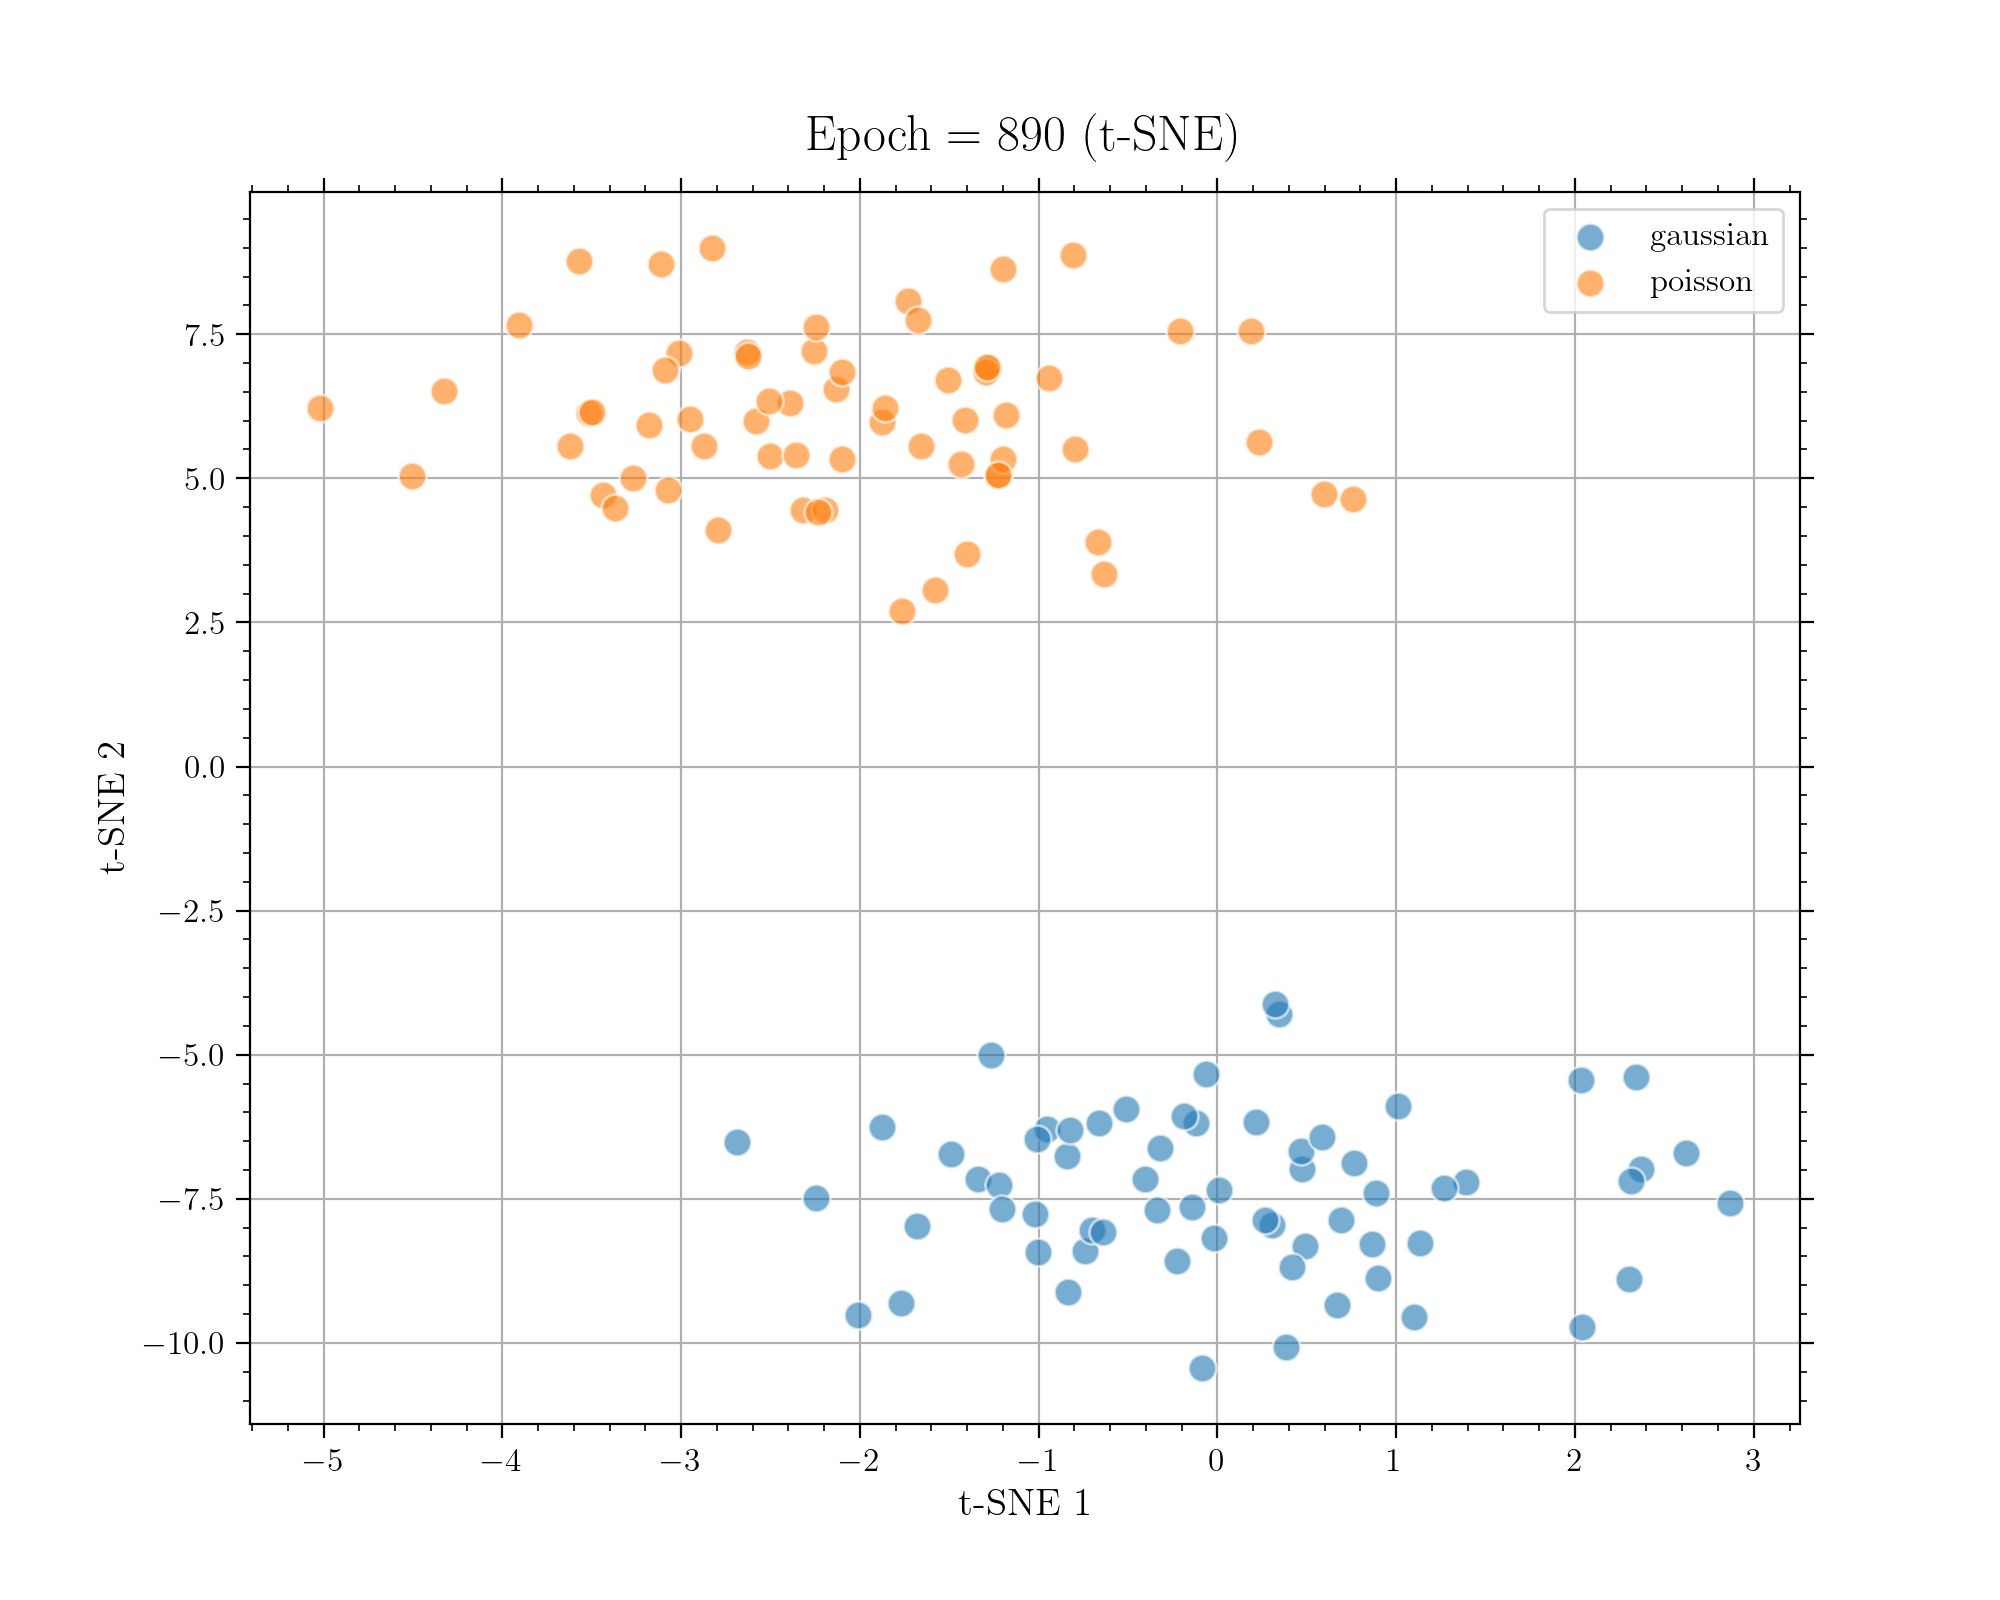 Epoch = 890 (t-SNE)
gaussian
poisson
7.5
5.0
2.5
0.0
−2.5
−5.0
−7.5
−10.0
t-SNE 2
−5 −4 −3 −2 −1 0 1 2 3
t-SNE 1